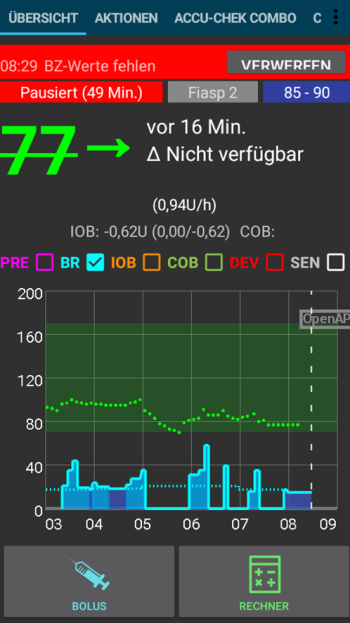 ÜBERSICHT AKTIONEN ACCU-CHEK COMBO C
08:29 BZ-Werte fehlen VERWERFEN
Pausiert (49 Min.) Fiasp 2 85 - 90
77 → vor 16 Min.
Δ Nicht verfügbar
(0,94U/h)
IOB: -0,62U (0,00/-0,62) COB:
PRE BR IOB COB DEV SEN
200
OpenAP
160
120
80
40
0
03 04 05 06 07 08 09
BOLUS RECHNER